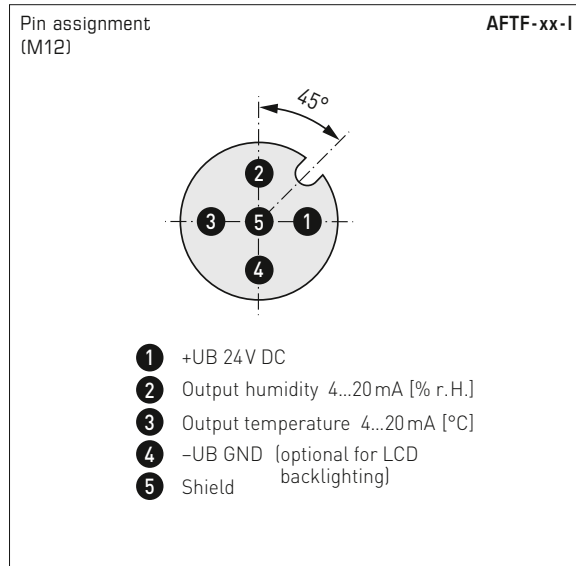 Pin assignment
(M12)
AFTF-xx-I
45°
2
3
5
1
4
1 +UB 24 V DC
2 Output humidity 4...20 mA [% r.H.]
3 Output temperature 4...20 mA [°C]
4 –UB GND (optional for LCD
backlighting)
5 Shield